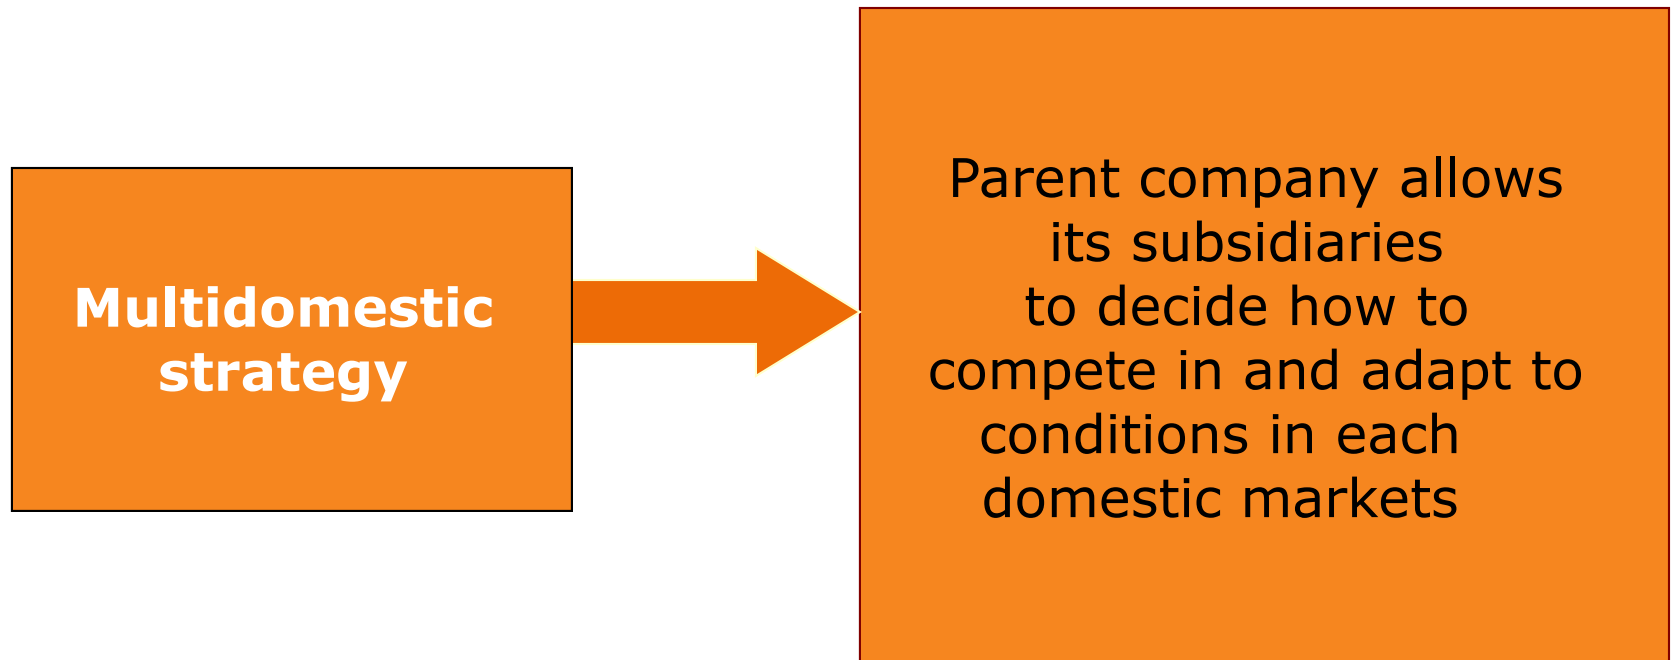 Multidomestic
strategy
Parent company allows
its subsidiaries
to decide how to
compete in and adapt to
conditions in each
domestic markets